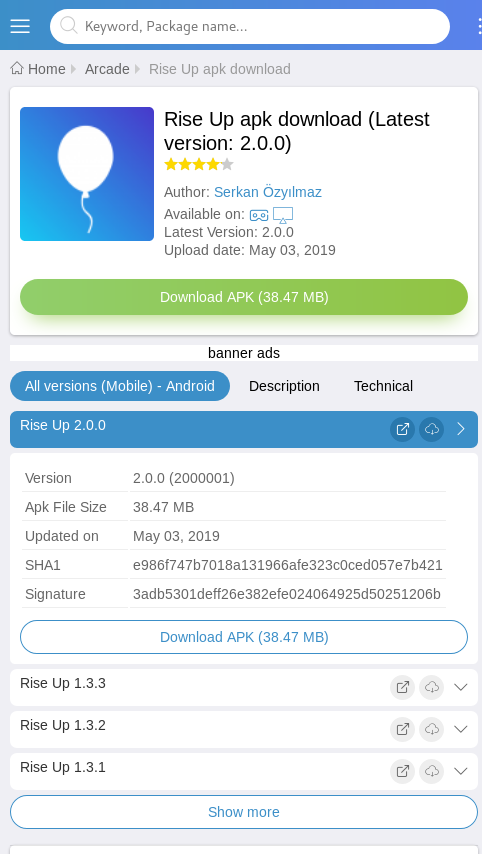 Keyword, Package name...
Home Arcade Rise Up apk download
Rise Up apk download (Latest
version: 2.0.0)
Author: Serkan Özyılmaz
Available on:
Latest Version: 2.0.0
Upload date: May 03, 2019
Download APK (38.47 MB)
banner ads
All versions (Mobile) - Android Description Technical
Rise Up 2.0.0
Version 2.0.0 (2000001)
Apk File Size 38.47 MB
Updated on May 03, 2019
SHA1 e986f747b7018a131966afe323c0ced057e7b421
Signature 3adb5301deff26e382efe024064925d50251206b
Download APK (38.47 MB)
Rise Up 1.3.3
Rise Up 1.3.2
Rise Up 1.3.1
Show more